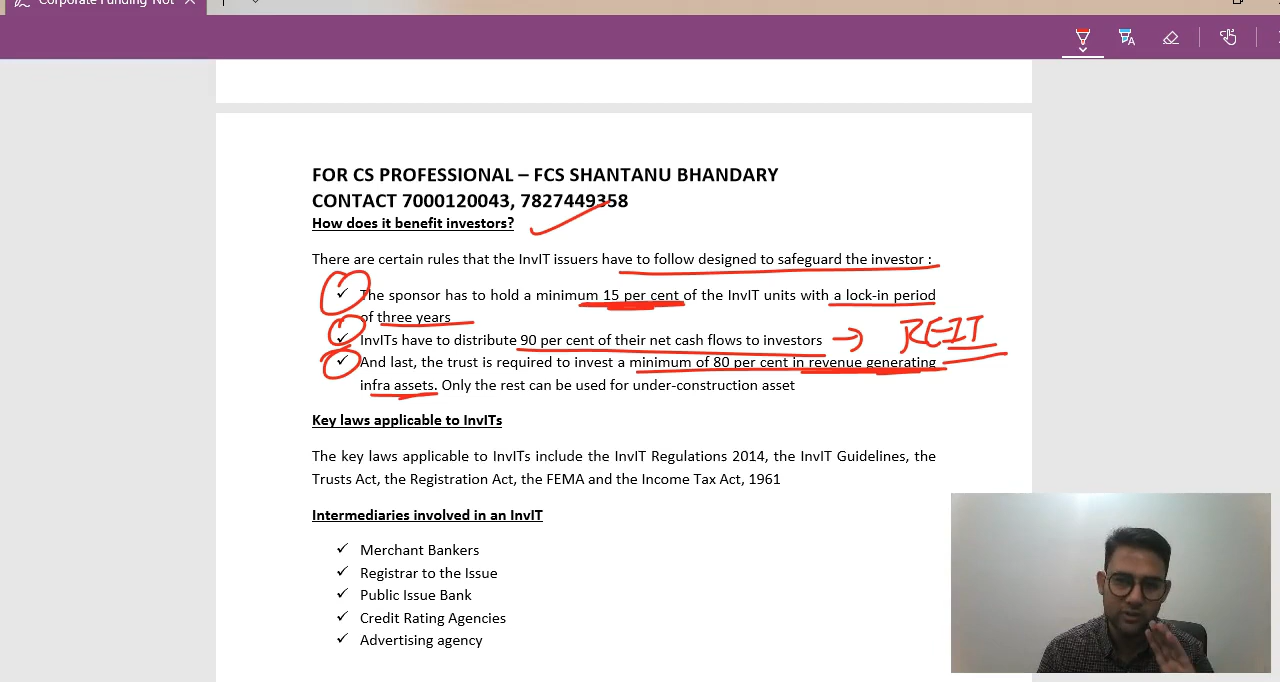 Corporate Funding Not
FOR CS PROFESSIONAL – FCS SHANTANU BHANDARY
CONTACT 7000120043, 7827449358
How does it benefit investors?
There are certain rules that the InvIT issuers have to follow designed to safeguard the investor :
✓ The sponsor has to hold a minimum 15 per cent of the InvIT units with a lock-in period
of three years
✓ InvITs have to distribute 90 per cent of their net cash flows to investors → REIT
✓ And last, the trust is required to invest a minimum of 80 per cent in revenue generating
infra assets. Only the rest can be used for under-construction asset
Key laws applicable to InvITs
The key laws applicable to InvITs include the InvIT Regulations 2014, the InvIT Guidelines, the
Trusts Act, the Registration Act, the FEMA and the Income Tax Act, 1961
Intermediaries involved in an InvIT
✓ Merchant Bankers
✓ Registrar to the Issue
✓ Public Issue Bank
✓ Credit Rating Agencies
✓ Advertising agency